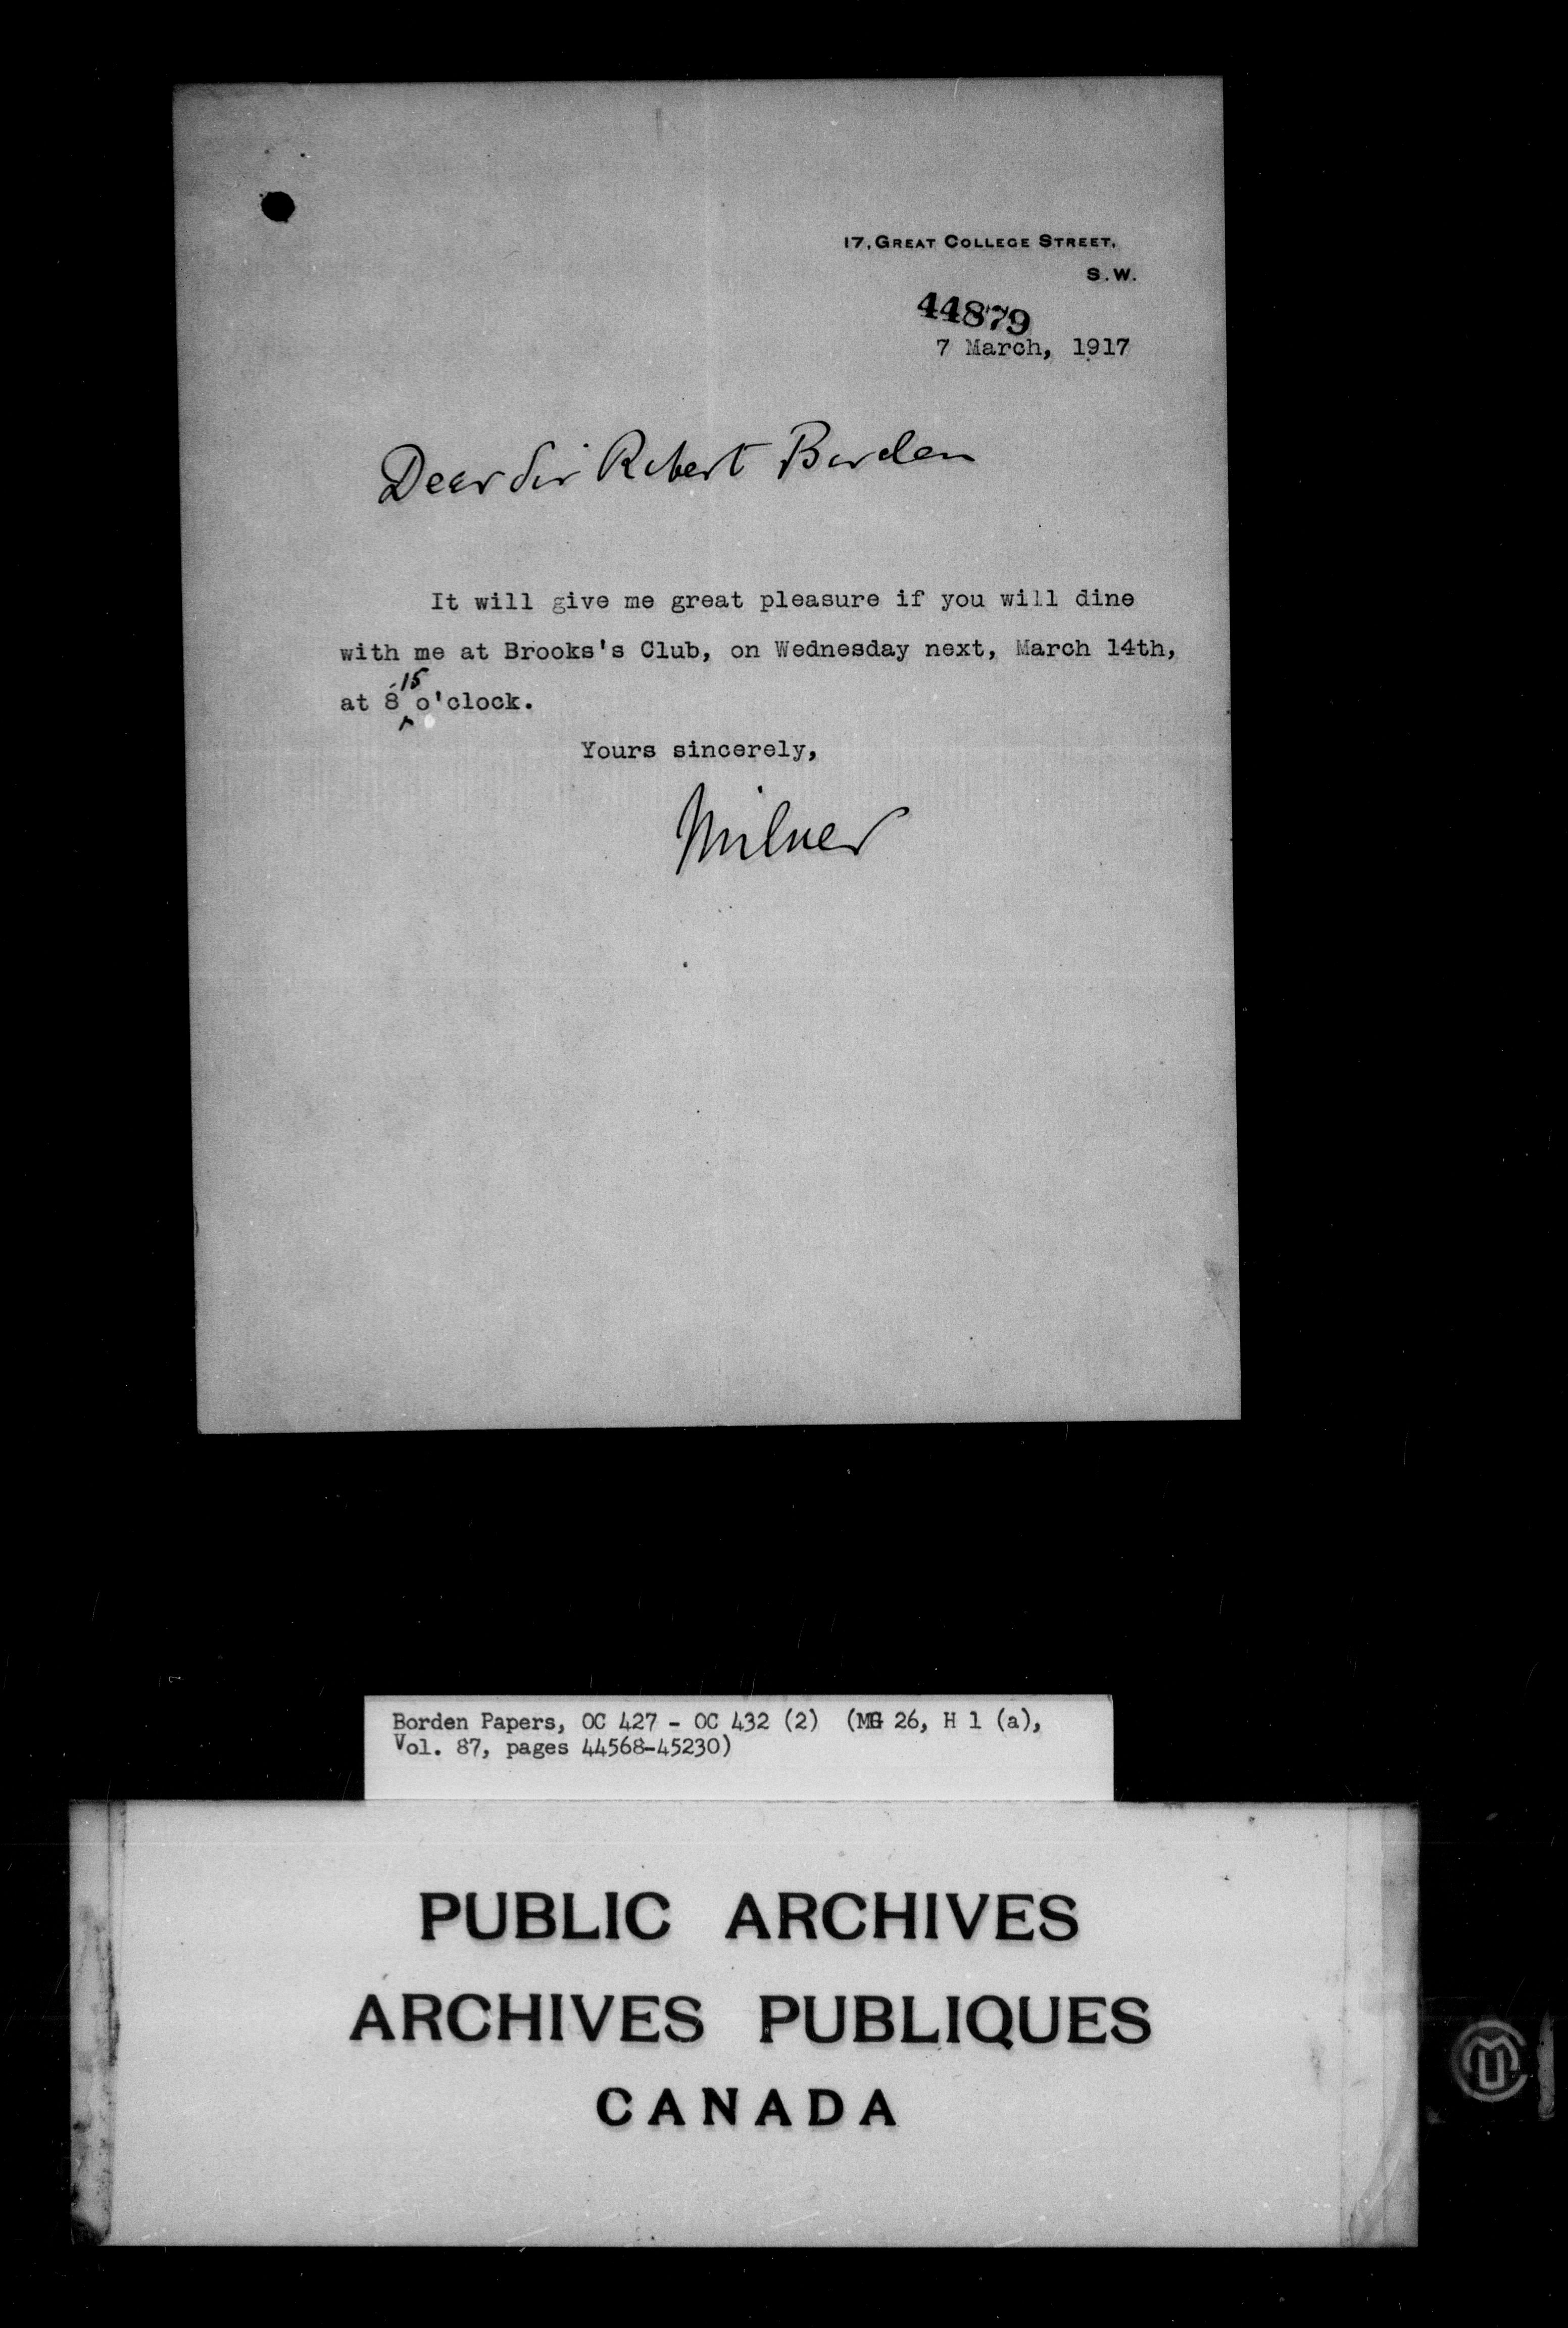 17, GREAT COLLEGE STREET,
S.W.
44879
7 March, 1917
Dear Sir Robert Borden
It will give me great pleasure if you will dine
with me at Brooks's Club, on Wednesday next, March 14th,
at 8.15 o'clock.
Yours sincerely,
Milner
Borden Papers, OC 427 - OC 432 (2) (MG 26, H 1 (a),
Vol. 87, pages 44568-45230)
PUBLIC ARCHIVES
ARCHIVES PUBLIQUES
CANADA